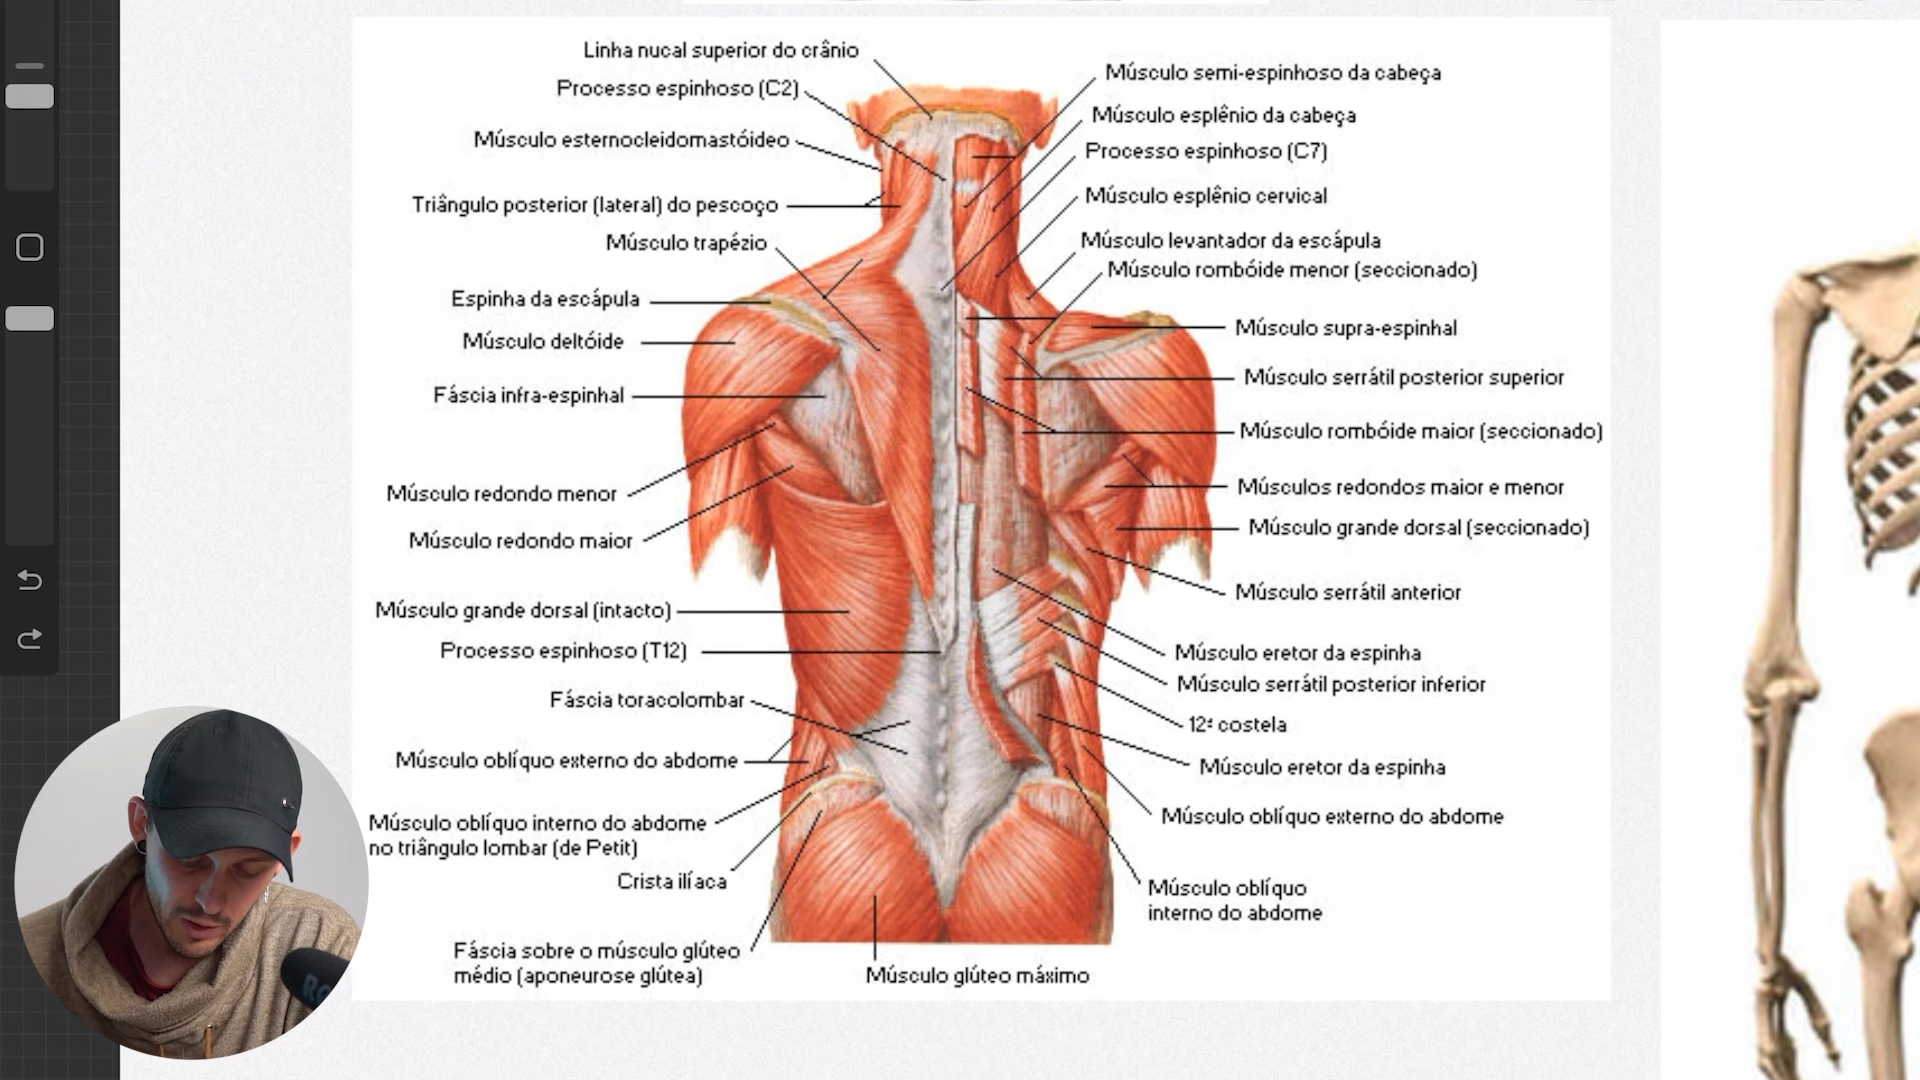 Linha nucal superior do crânio
Processo espinhoso (C2)
Músculo esternocleidomastóideo
Triângulo posterior (lateral) do pescoço
Músculo trapézio
Espinha da escápula
Músculo deltóide
Fáscia infra-espinhal
Músculo redondo menor
Músculo redondo maior
Músculo grande dorsal (intacto)
Processo espinhoso (T12)
Fáscia toracolombar
Músculo oblíquo externo do abdome
Músculo oblíquo interno do abdome
no triângulo lombar (de Petit)
Crista ilíaca
Fáscia sobre o músculo glúteo
médio (aponeurose glútea)
Músculo glúteo máximo
Músculo semi-espinhoso da cabeça
Músculo esplênio da cabeça
Processo espinhoso (C7)
Músculo esplênio cervical
Músculo levantador da escápula
Músculo rombóide menor (seccionado)
Músculo supra-espinhal
Músculo serrátil posterior superior
Músculo rombóide maior (seccionado)
Músculos redondos maior e menor
Músculo grande dorsal (seccionado)
Músculo serrátil anterior
Músculo eretor da espinha
Músculo serrátil posterior inferior
12ª costela
Músculo eretor da espinha
Músculo oblíquo externo do abdome
Músculo oblíquo
interno do abdome